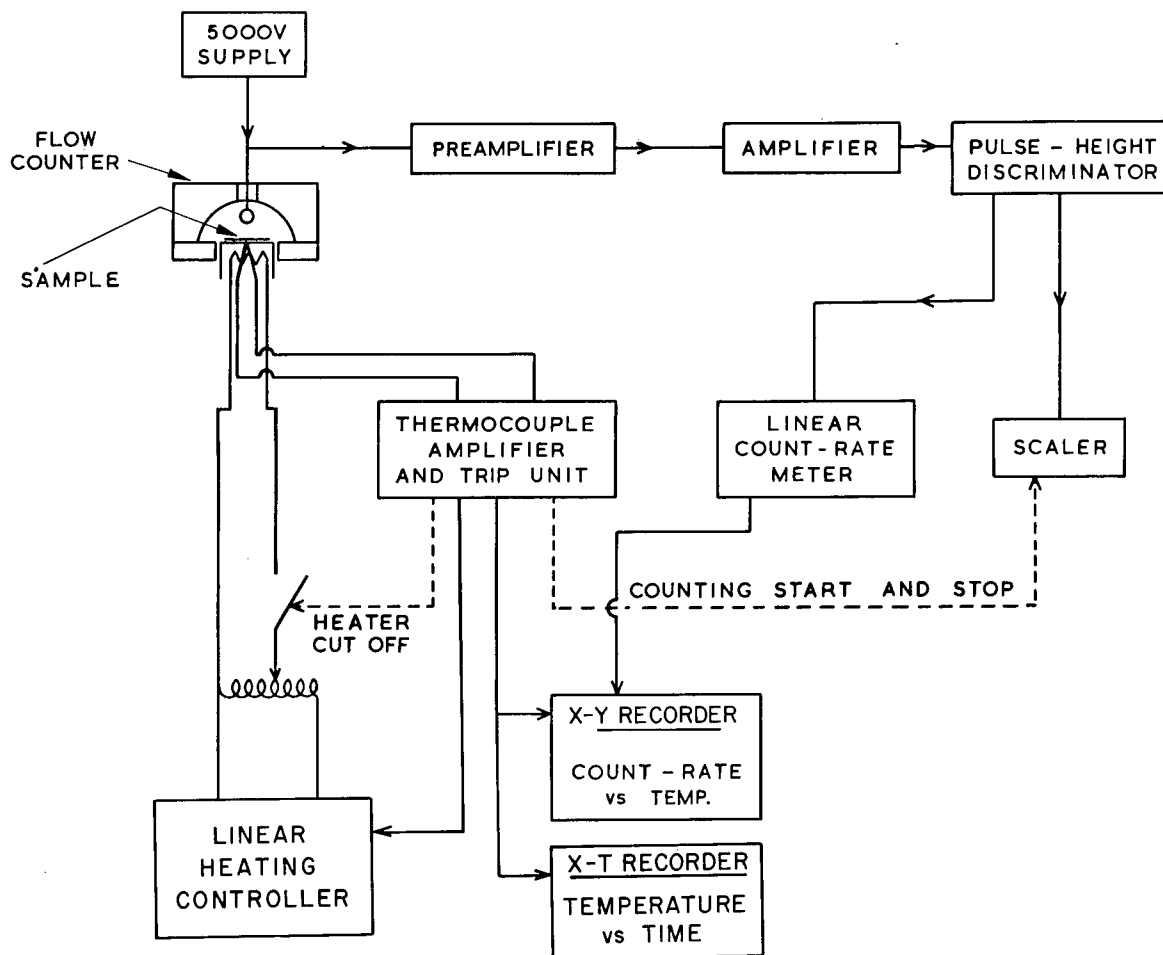 5000V
SUPPLY
FLOW
COUNTER
PREAMPLIFIER
AMPLIFIER
PULSE - HEIGHT
DISCRIMINATOR
SAMPLE
THERMOCOUPLE
AMPLIFIER
AND TRIP UNIT
LINEAR
COUNT - RATE
METER
SCALER
HEATER
CUT OFF
COUNTING START AND STOP
X-Y RECORDER
COUNT - RATE
vs TEMP.
LINEAR
HEATING
CONTROLLER
X-T RECORDER
TEMPERATURE
vs TIME